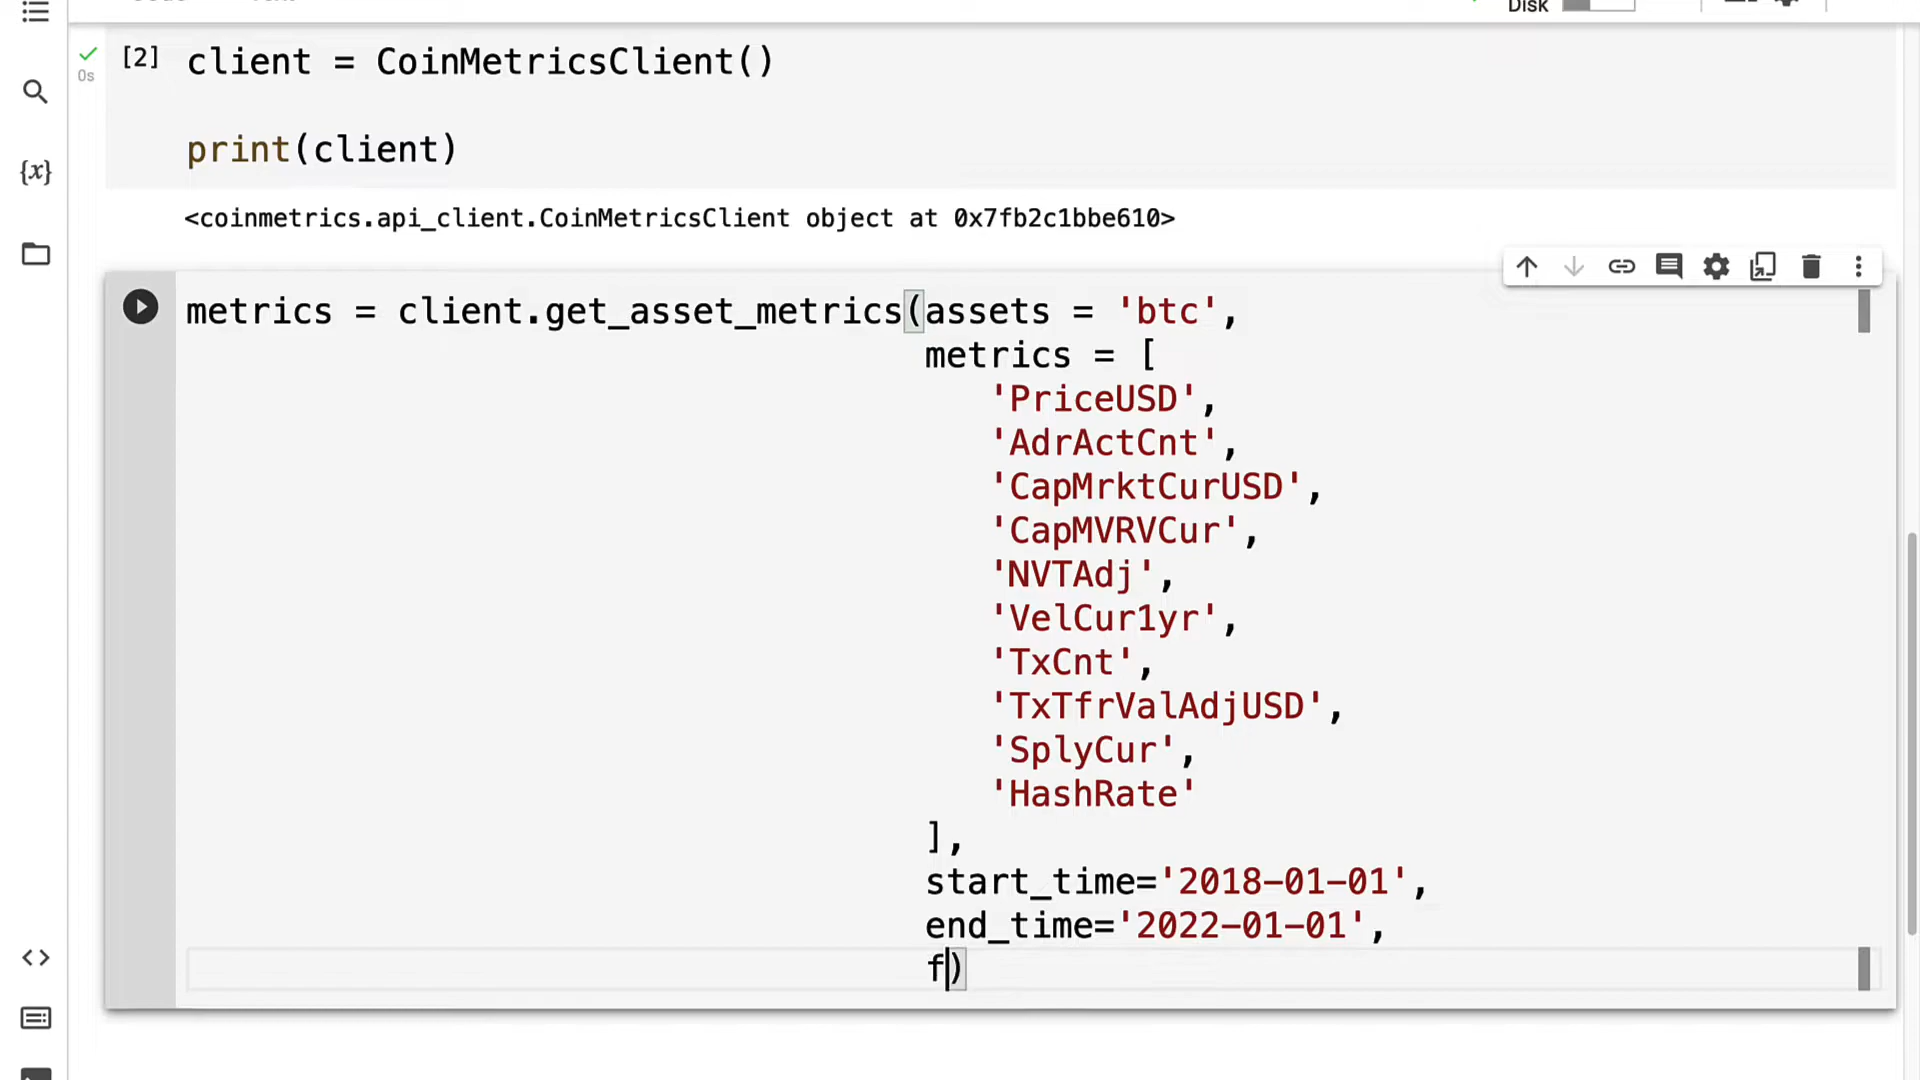 Disk
[2] client = CoinMetricsClient()
0s
print(client)
{x}
<coinmetrics.api_client.CoinMetricsClient object at 0x7fb2c1bbe610>
metrics = client.get_asset_metrics(assets = 'btc',
metrics = [
'PriceUSD',
'AdrActCnt',
'CapMrktCurUSD',
'CapMVRVCur',
'NVTAdj',
'VelCur1yr',
'TxCnt',
'TxTfrValAdjUSD',
'SplyCur',
'HashRate'
],
start_time='2018-01-01',
end_time='2022-01-01',
f)